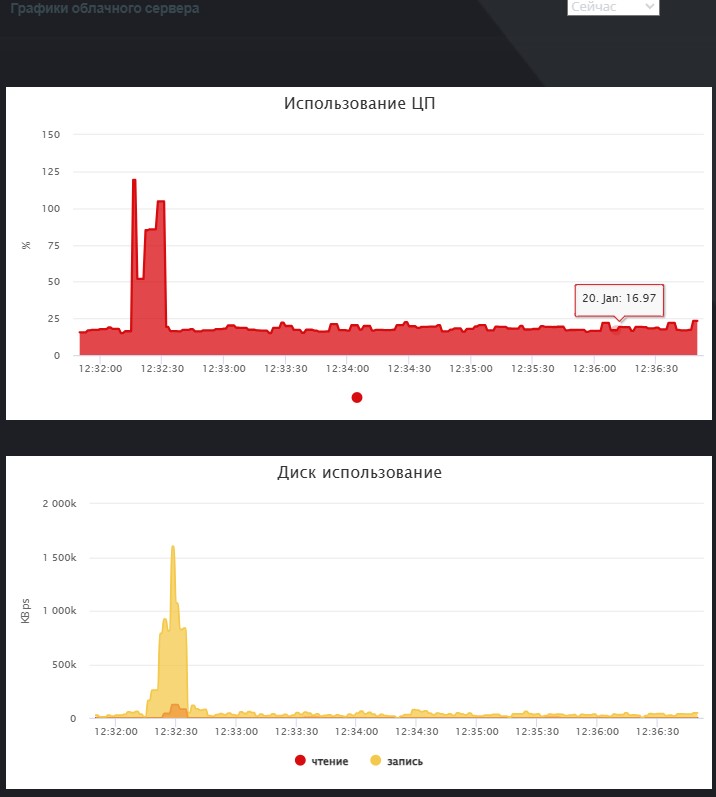 Графики облачного сервера
Сейчас
Использование ЦП
150
125
100
75
50
25
0
%
20. Jan: 16.97
12:32:00 12:32:30 12:33:00 12:33:30 12:34:00 12:34:30 12:35:00 12:35:30 12:36:00 12:36:30
Диск использование
2 000k
1 500k
1 000k
500k
0
KBps
12:32:00 12:32:30 12:33:00 12:33:30 12:34:00 12:34:30 12:35:00 12:35:30 12:36:00 12:36:30
чтение запись